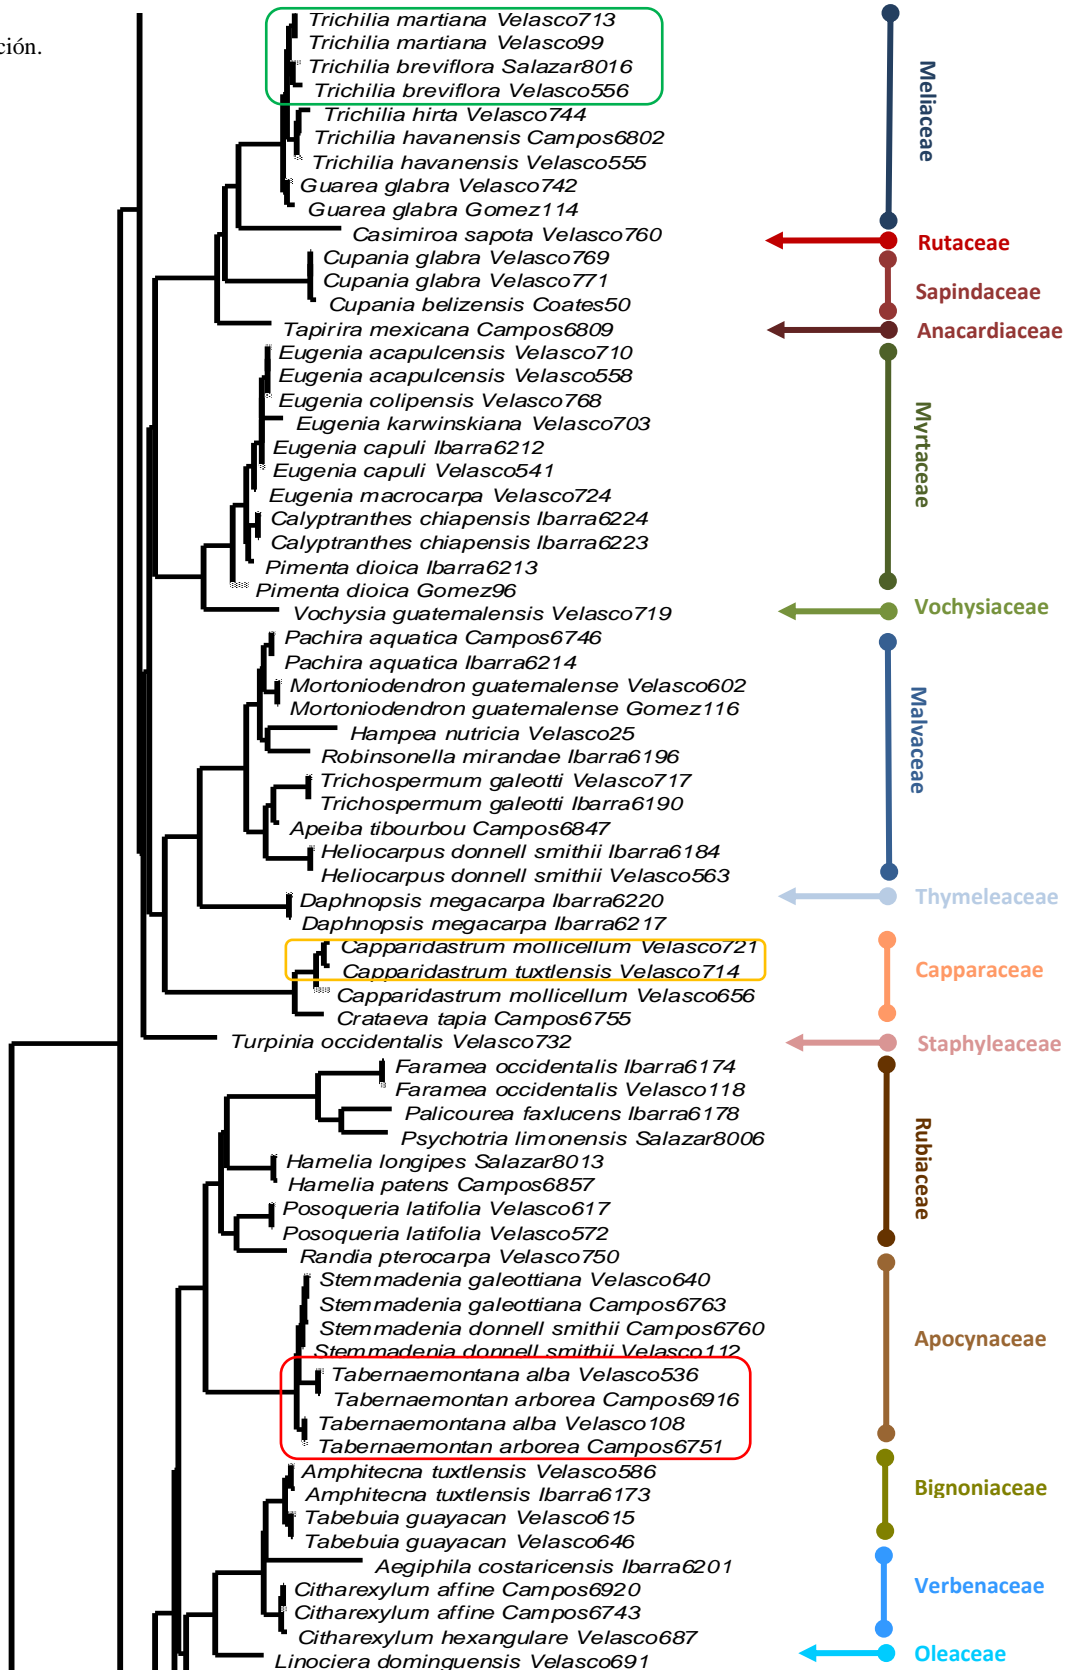 ción.
Trichilia martiana Velasco713
Trichilia martiana Velasco99
Trichilia breviflora Salazar8016
Trichilia breviflora Velasco556
Trichilia hirta Velasco744
Trichilia havanensis Campos6802
Trichilia havanensis Velasco555
Guarea glabra Velasco742
Guarea glabra Gomez114
Meliaceae
Casimiroa sapota Velasco760
Rutaceae
Cupania glabra Velasco769
Cupania glabra Velasco771
Cupania belizensis Coates50
Sapindaceae
Tapirira mexicana Campos6809
Anacardiaceae
Eugenia acapulcensis Velasco710
Eugenia acapulcensis Velasco558
Eugenia colipensis Velasco768
Eugenia karwinskiana Velasco703
Eugenia capuli Ibarra6212
Eugenia capuli Velasco541
Eugenia macrocarpa Velasco724
Calyptranthes chiapensis Ibarra6224
Calyptranthes chiapensis Ibarra6223
Pimenta dioica Ibarra6213
Pimenta dioica Gomez96
Myrtaceae
Vochysia guatemalensis Velasco719
Vochysiaceae
Pachira aquatica Campos6746
Pachira aquatica Ibarra6214
Mortoniodendron guatemalense Velasco602
Mortoniodendron guatemalense Gomez116
Hampea nutricia Velasco25
Robinsonella mirandae Ibarra6196
Trichospermum galeotti Velasco717
Trichospermum galeotti Ibarra6190
Apeiba tibourbou Campos6847
Heliocarpus donnell smithii Ibarra6184
Heliocarpus donnell smithii Velasco563
Malvaceae
Daphnopsis megacarpa Ibarra6220
Daphnopsis megacarpa Ibarra6217
Thymeleaceae
Capparidastrum mollicellum Velasco721
Capparidastrum tuxtlensis Velasco714
Capparidastrum mollicellum Velasco656
Crataeva tapia Campos6755
Capparaceae
Turpinia occidentalis Velasco732
Staphyleaceae
Faramea occidentalis Ibarra6174
Faramea occidentalis Velasco118
Palicourea faxlucens Ibarra6178
Psychotria limonensis Salazar8006
Hamelia longipes Salazar8013
Hamelia patens Campos6857
Posoqueria latifolia Velasco617
Posoqueria latifolia Velasco572
Randia pterocarpa Velasco750
Rubiaceae
Stemmadenia galeottiana Velasco640
Stemmadenia galeottiana Campos6763
Stemmadenia donnell smithii Campos6760
Stemmadenia donnell smithii Velasco112
Tabernaemontana alba Velasco536
Tabernaemontan arborea Campos6916
Tabernaemontana alba Velasco108
Tabernaemontan arborea Campos6751
Apocynaceae
Amphitecna tuxtlensis Velasco586
Amphitecna tuxtlensis Ibarra6173
Tabebuia guayacan Velasco615
Tabebuia guayacan Velasco646
Bignoniaceae
Aegiphila costaricensis Ibarra6201
Citharexylum affine Campos6920
Citharexylum affine Campos6743
Citharexylum hexangulare Velasco687
Verbenaceae
Linociera dominguensis Velasco691
Oleaceae